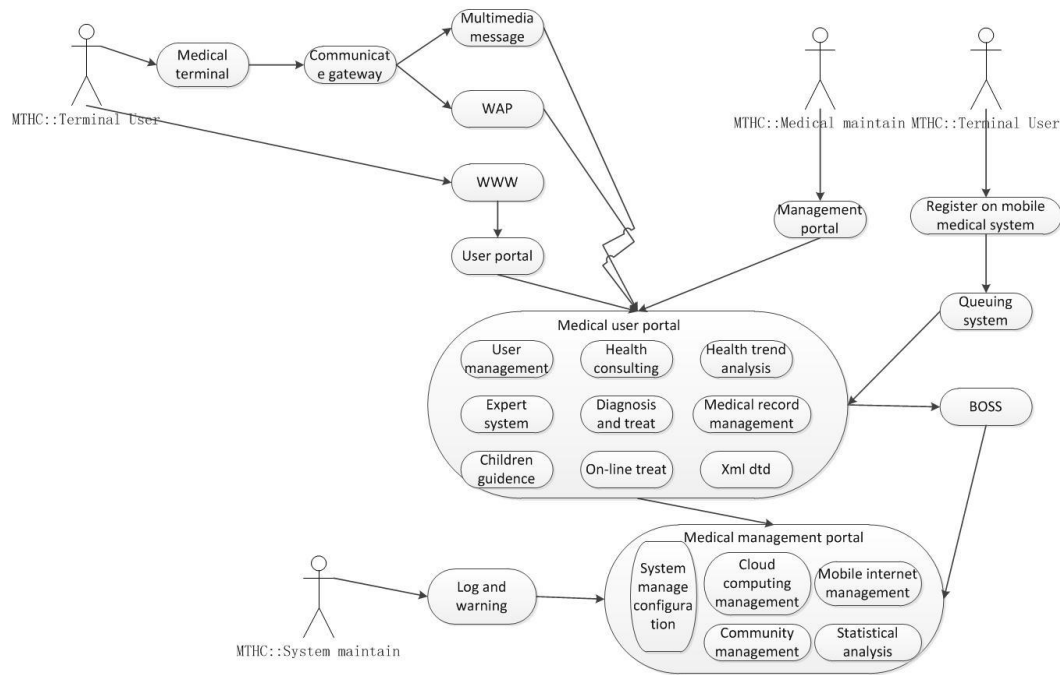 Multimedia
message
Medical
terminal
Communicat
e gateway
WAP
MTHC::Terminal User
MTHC::Medical maintain
MTHC::Terminal User
WWW
Management
portal
Register on mobile
medical system
User portal
Queuing
system
Medical user portal
User
management
Health
consulting
Health trend
analysis
Expert
system
Diagnosis
and treat
Medical record
management
BOSS
Children
guidence
On-line treat
Xml dtd
Medical management portal
System
manage
configura
tion
Cloud
computing
management
Mobile internet
management
Log and
warning
Community
management
Statistical
analysis
MTHC::System maintain